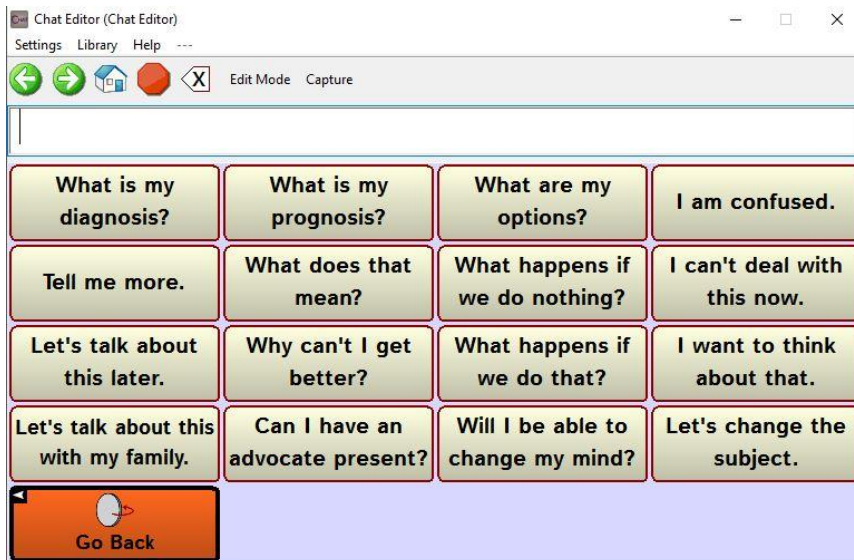 Chat Editor (Chat Editor)
Settings Library Help ---
X Edit Mode Capture
What is my
diagnosis?
What is my
prognosis?
What are my
options?
I am confused.
Tell me more.
What does that
mean?
What happens if
we do nothing?
I can't deal with
this now.
Let's talk about
this later.
Why can't I get
better?
What happens if
we do that?
I want to think
about that.
Let's talk about this
with my family.
Can I have an
advocate present?
Will I be able to
change my mind?
Let's change the
subject.
Go Back